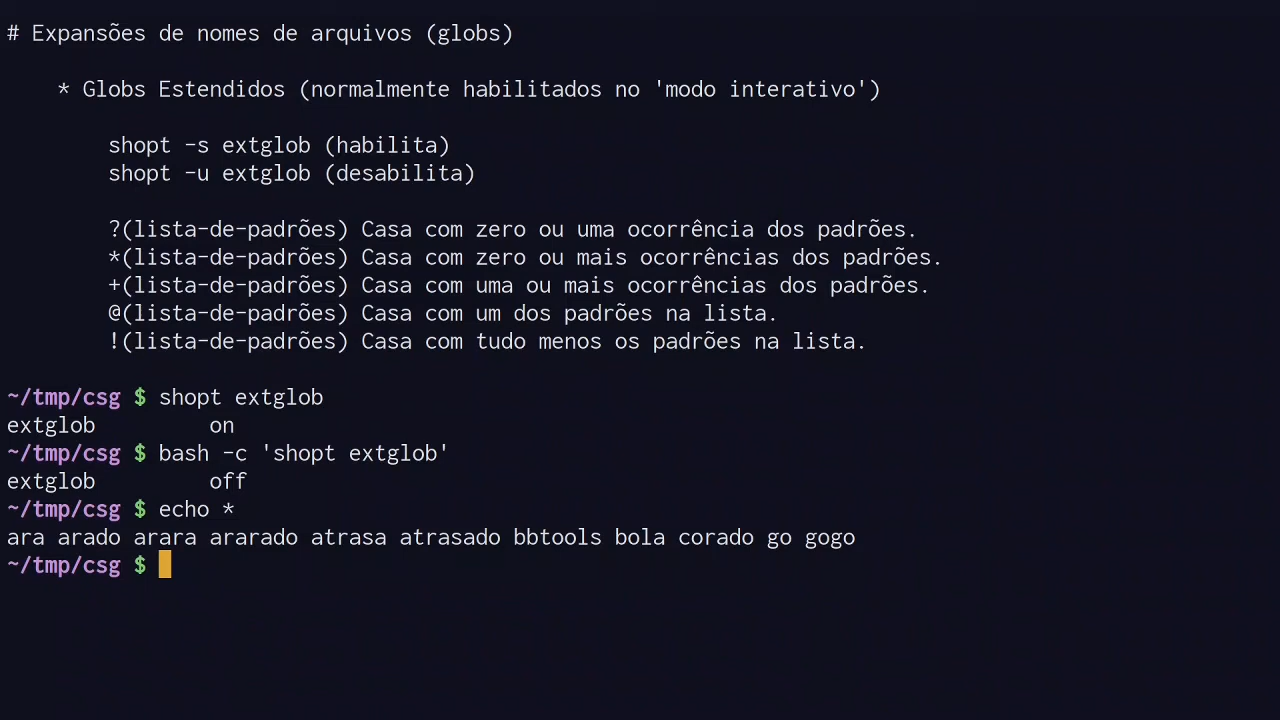 # Expansões de nomes de arquivos (globs)
* Globs Estendidos (normalmente habilitados no 'modo interativo')
shopt -s extglob (habilita)
shopt -u extglob (desabilita)
?(lista-de-padrões) Casa com zero ou uma ocorrência dos padrões.
*(lista-de-padrões) Casa com zero ou mais ocorrências dos padrões.
+(lista-de-padrões) Casa com uma ou mais ocorrências dos padrões.
@(lista-de-padrões) Casa com um dos padrões na lista.
!(lista-de-padrões) Casa com tudo menos os padrões na lista.
~/tmp/csg $ shopt extglob
extglob         on
~/tmp/csg $ bash -c 'shopt extglob'
extglob         off
~/tmp/csg $ echo *
ara arado arara ararado atrasa atrasado bbtools bola corado go gogo
~/tmp/csg $